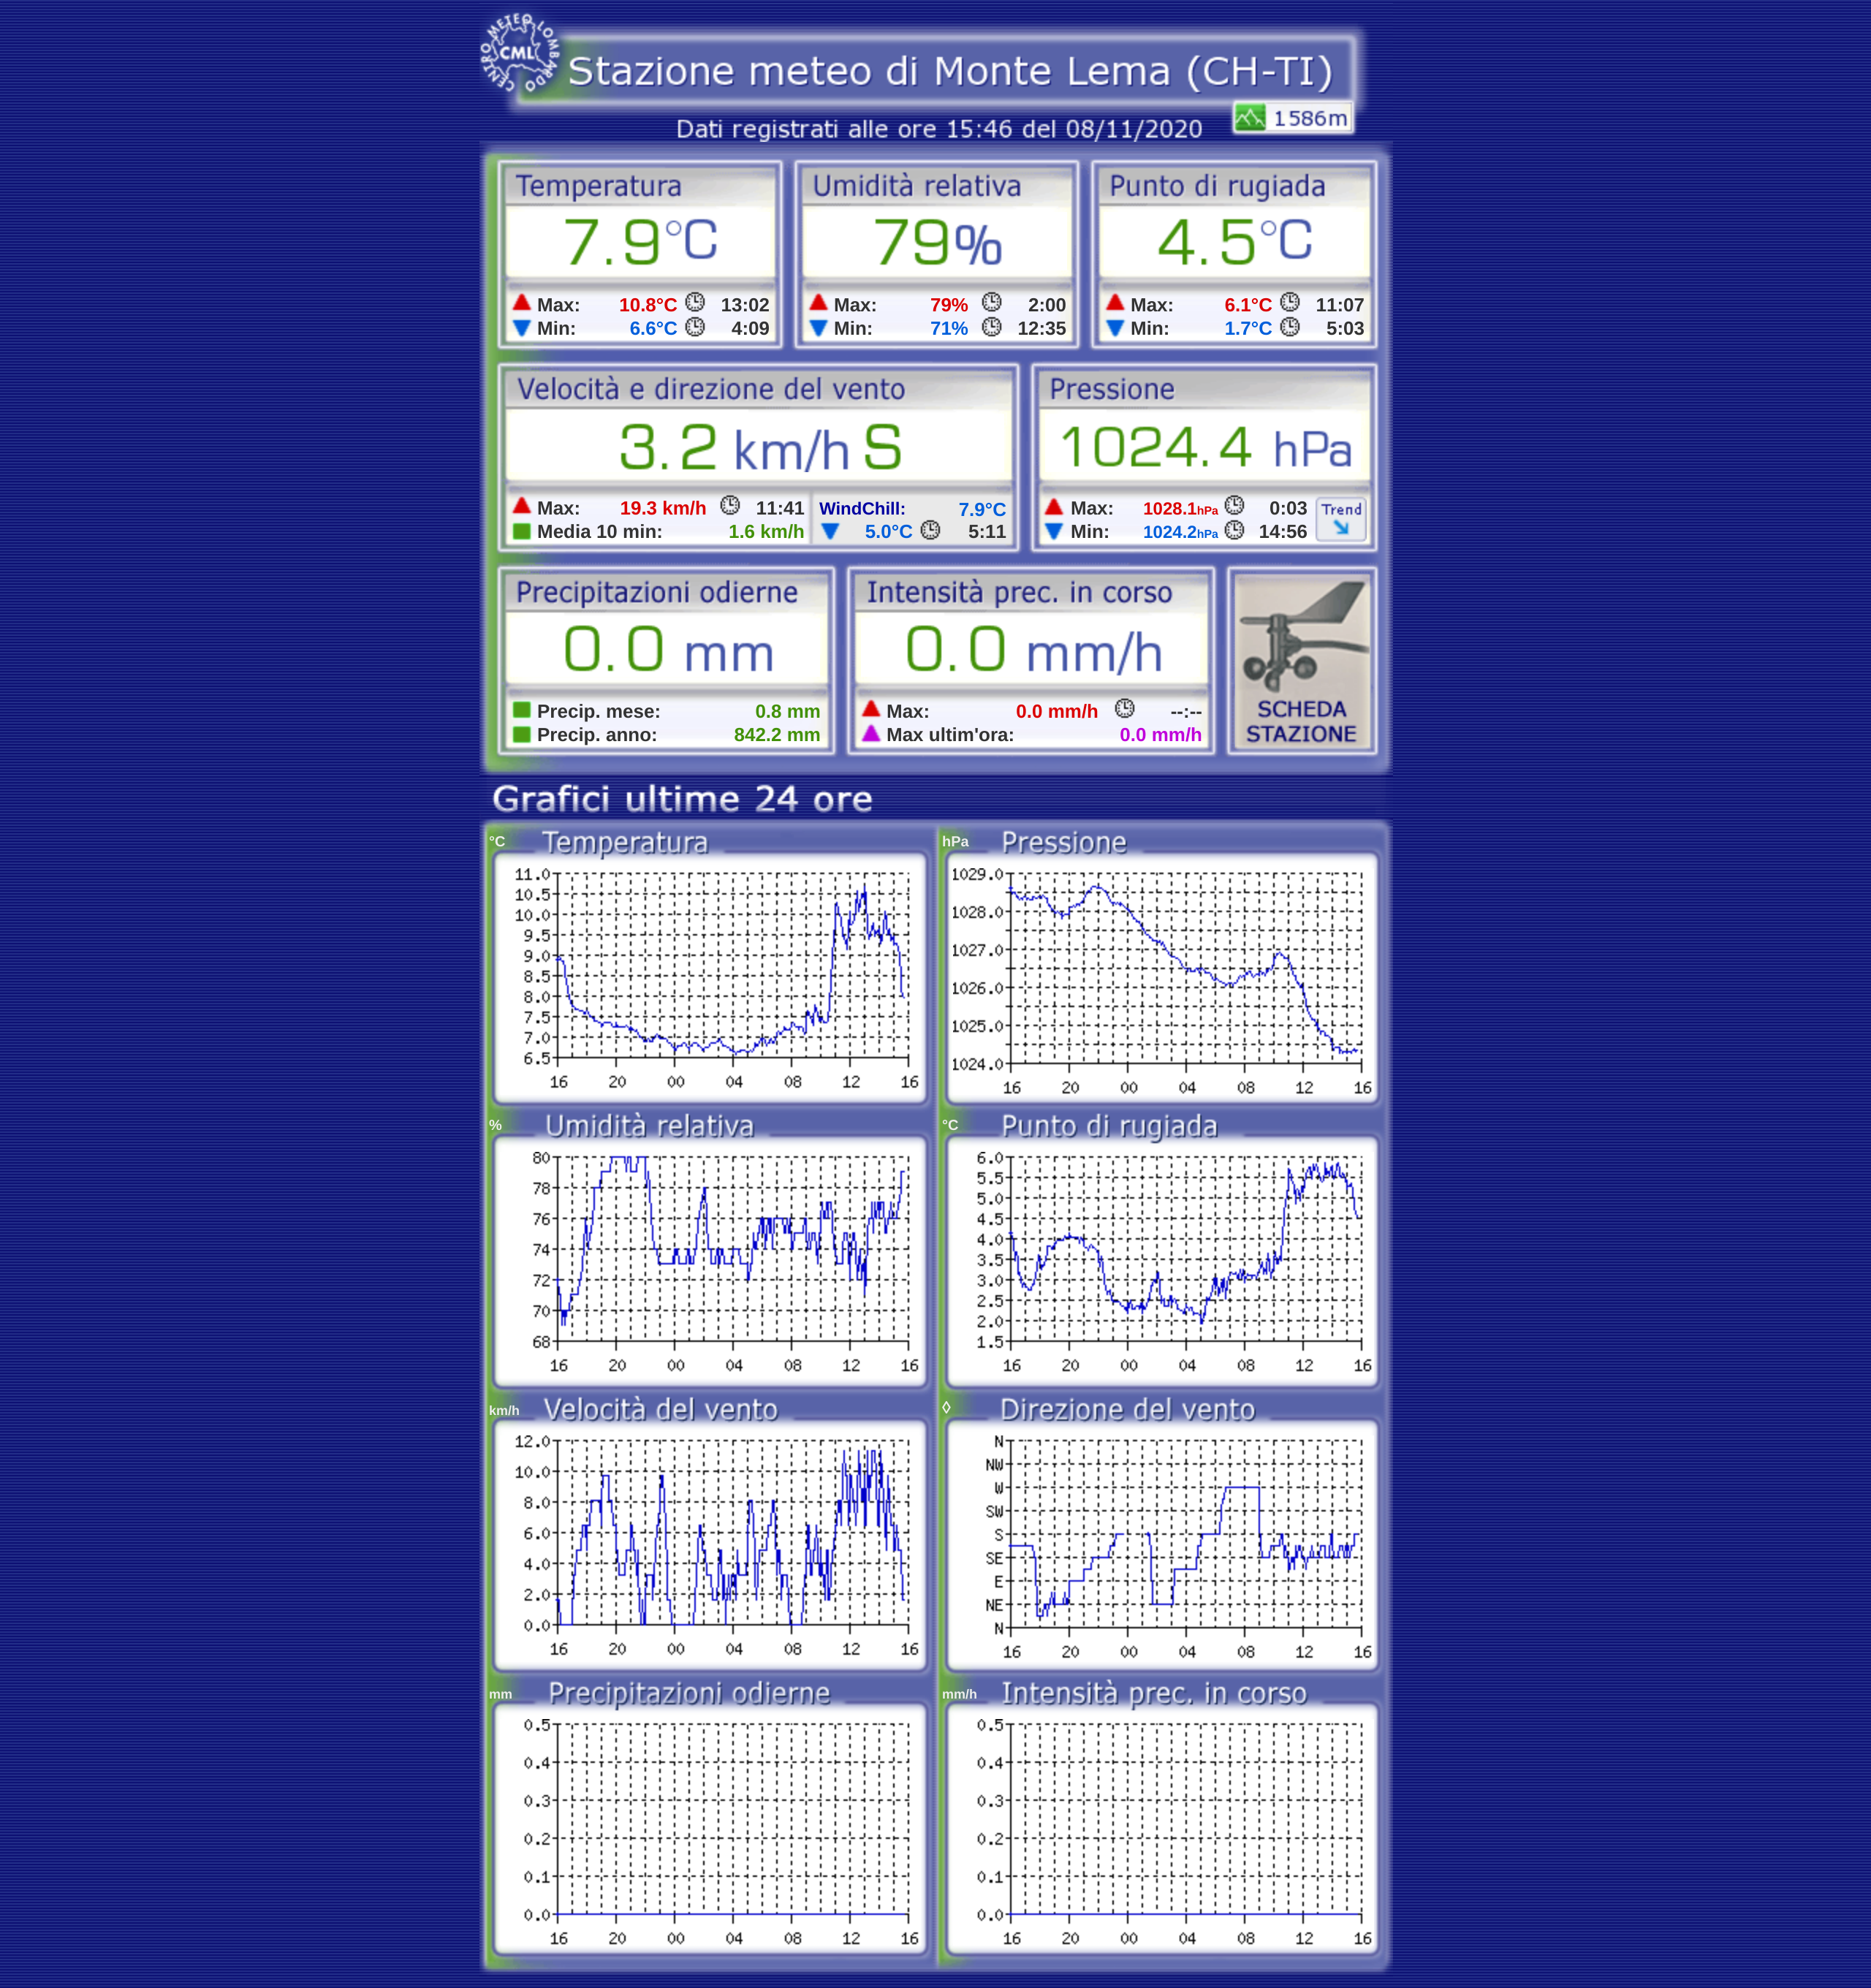 CENTRO METEO LOMBARDO
CML
Stazione meteo di Monte Lema (CH-TI)
1586m
Dati registrati alle ore 15:46 del 08/11/2020
Temperatura
7.9°C
Max: 10.8°C 13:02
Min: 6.6°C 4:09
Umidità relativa
79%
Max: 79% 2:00
Min: 71% 12:35
Punto di rugiada
4.5°C
Max: 6.1°C 11:07
Min: 1.7°C 5:03
Velocità e direzione del vento
3.2 km/h S
Max: 19.3 km/h 11:41
Media 10 min: 1.6 km/h
WindChill: 7.9°C
5.0°C 5:11
Pressione
1024.4 hPa
Max: 1028.1hPa 0:03
Min: 1024.2hPa 14:56
Trend
Precipitazioni odierne
0.0 mm
Precip. mese: 0.8 mm
Precip. anno: 842.2 mm
Intensità prec. in corso
0.0 mm/h
Max: 0.0 mm/h --:--
Max ultim'ora: 0.0 mm/h
SCHEDA
STAZIONE
Grafici ultime 24 ore
°C Temperatura
11.0
10.5
10.0
9.5
9.0
8.5
8.0
7.5
7.0
6.5
16 20 00 04 08 12 16
hPa Pressione
1029.0
1028.0
1027.0
1026.0
1025.0
1024.0
16 20 00 04 08 12 16
% Umidità relativa
80
78
76
74
72
70
68
16 20 00 04 08 12 16
°C Punto di rugiada
6.0
5.5
5.0
4.5
4.0
3.5
3.0
2.5
2.0
1.5
16 20 00 04 08 12 16
km/h Velocità del vento
12.0
10.0
8.0
6.0
4.0
2.0
0.0
16 20 00 04 08 12 16
◊ Direzione del vento
N
NW
W
SW
S
SE
E
NE
N
16 20 00 04 08 12 16
mm Precipitazioni odierne
0.5
0.4
0.3
0.2
0.1
0.0
16 20 00 04 08 12 16
mm/h Intensità prec. in corso
0.5
0.4
0.3
0.2
0.1
0.0
16 20 00 04 08 12 16